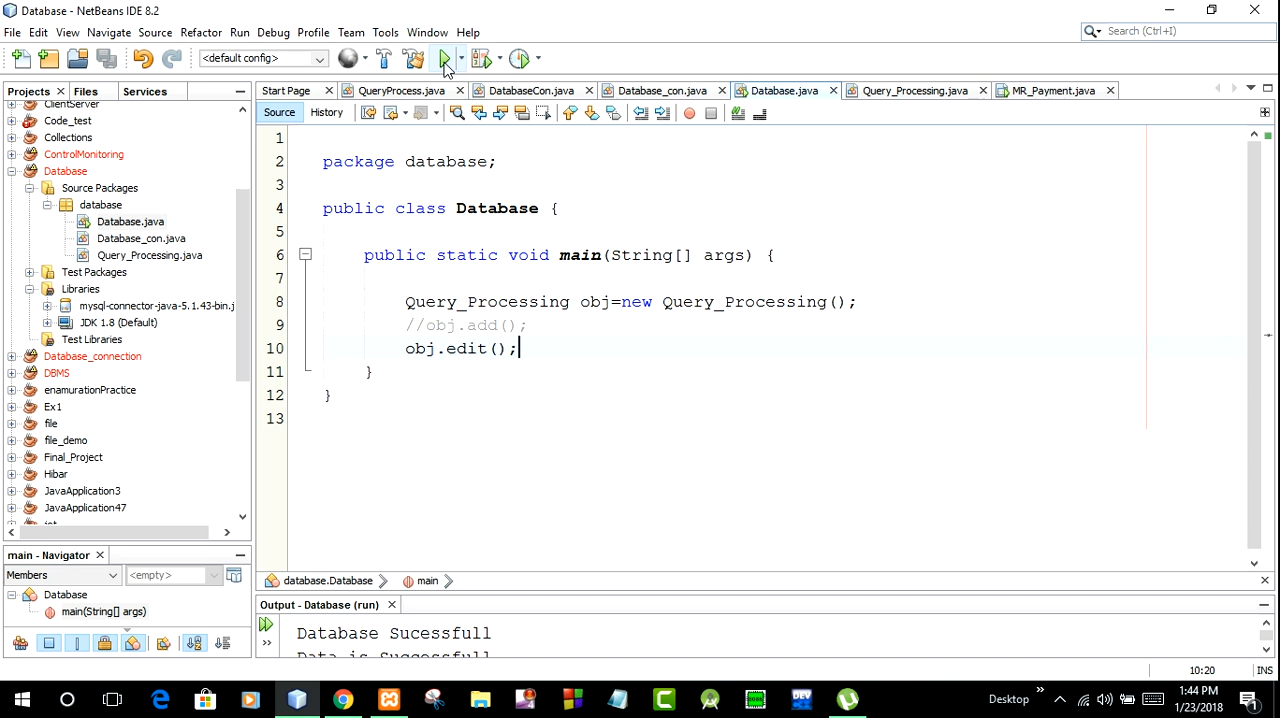 Database - NetBeans IDE 8.2
File Edit View Navigate Source Refactor Run Debug Profile Team Tools Window Help
Search (Ctrl+I)
<default config>
Projects Files Services
ClientServer
Code_test
Collections
ControlMonitoring
Database
Source Packages
database
Database.java
Database_con.java
Query_Processing.java
Test Packages
Libraries
mysql-connector-java-5.1.43-bin.j
JDK 1.8 (Default)
Test Libraries
Database_connection
DBMS
enamurationPractice
Ex1
file
file_demo
Final_Project
Hibar
JavaApplication3
JavaApplication47
Start Page QueryProcess.java DatabaseCon.java Database_con.java Database.java Query_Processing.java MR_Payment.java
Source History
1
2 package database;
3
4 public class Database {
5
6 public static void main(String[] args) {
7
8 Query_Processing obj=new Query_Processing();
9 //obj.add();
10 obj.edit();
11 }
12 }
13
main - Navigator
Members <empty>
Database
main(String[] args)
database.Database main
Output - Database (run)
Database Sucessfull
Data is Successfull
10:20 INS
Desktop
1:44 PM
1/23/2018